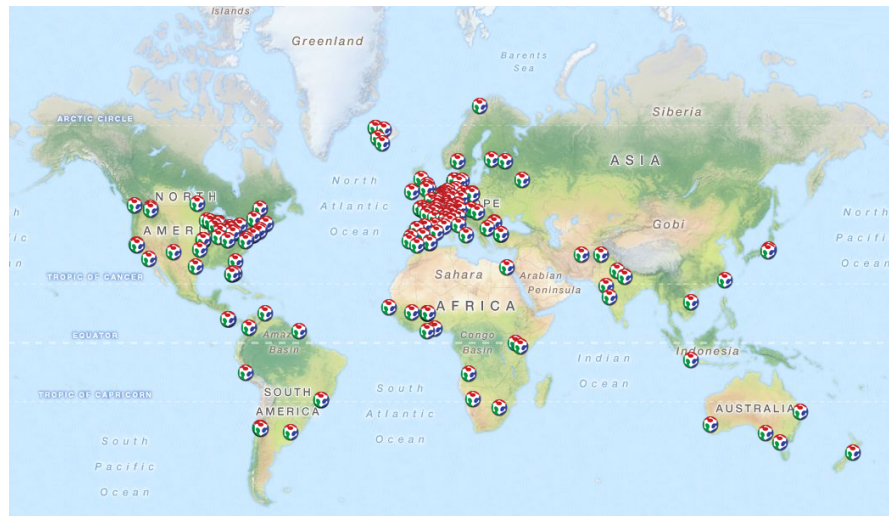 Islands
Greenland
Barents
Sea
Siberia
ARCTIC CIRCLE
ASIA
North
Atlantic
Ocean
NORTH
AMER
PE
Gobi
North
Pacific
Ocean
TROPIC OF CANCER
Sahara
Arabian
Peninsula
AFRICA
EQUATOR
Ama
Basin
Congo
Basin
Indian
Ocean
Indonesia
TROPIC OF CAPRICORN
SOUTH
AMERICA
South
Atlantic
Ocean
AUSTRALIA
South
Pacific
Ocean